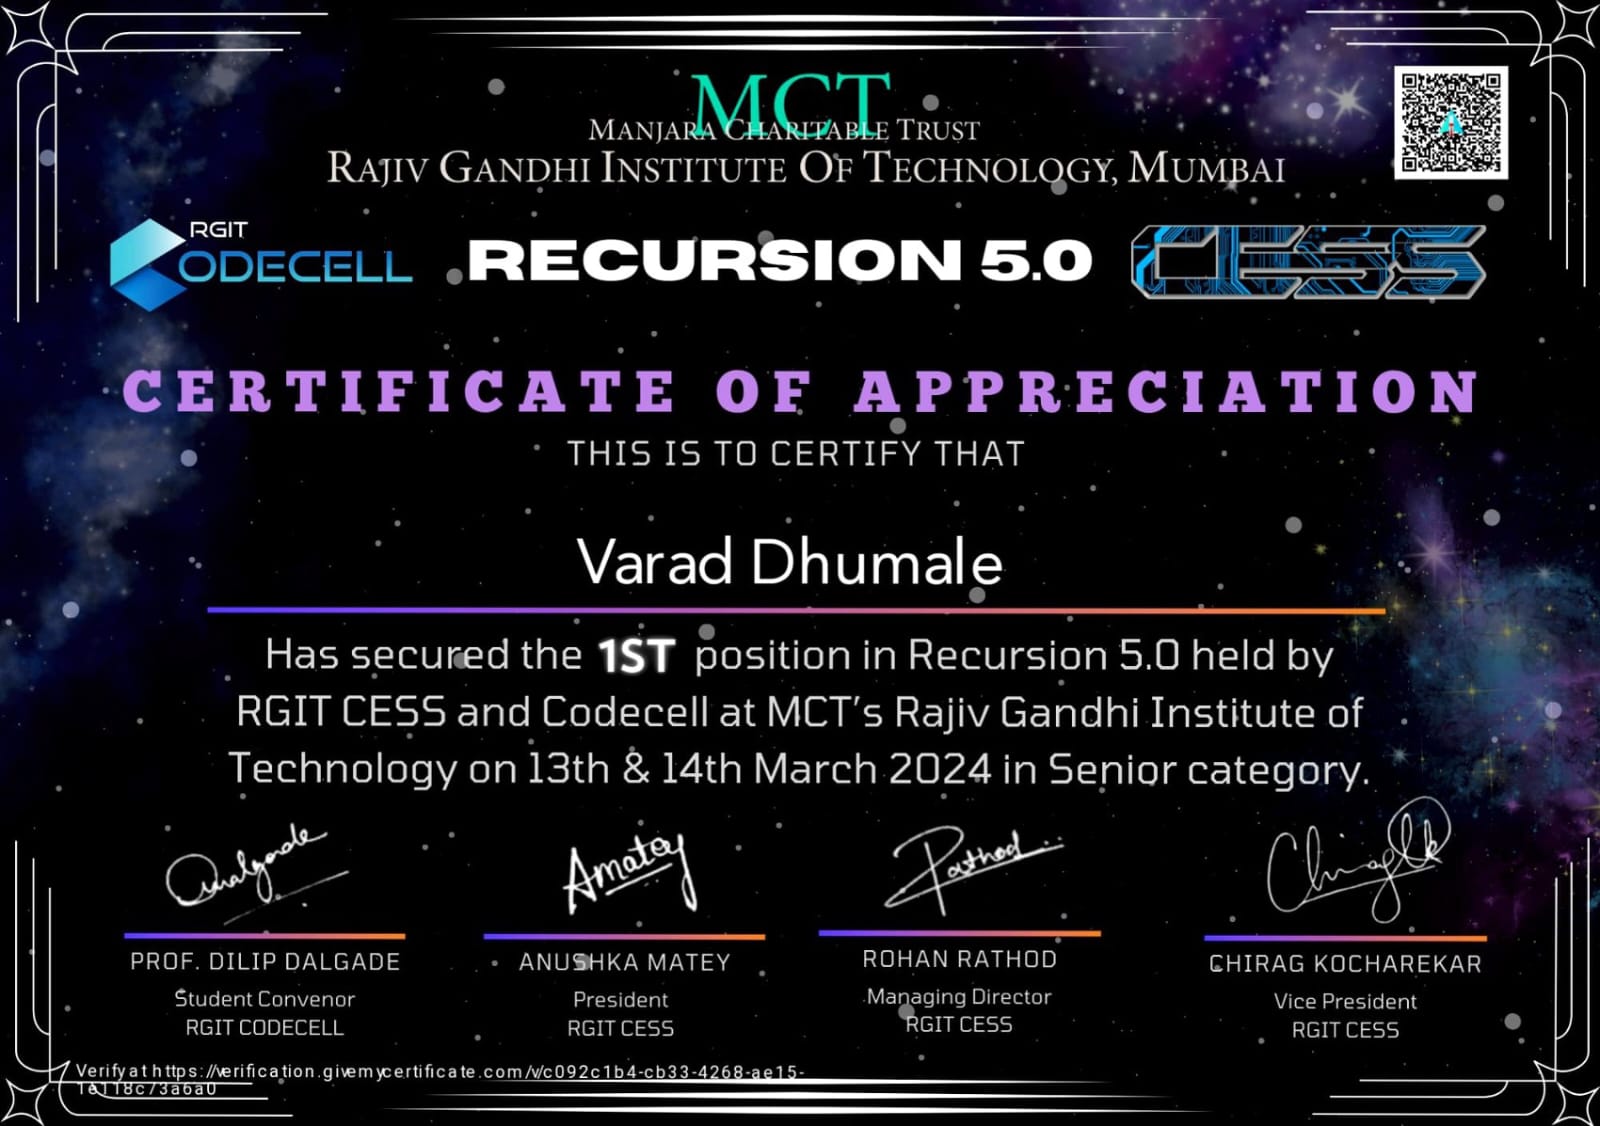 MCT
MANJARA CHARITABLE TRUST
RAJIV GANDHI INSTITUTE OF TECHNOLOGY, MUMBAI
RGIT
CODECELL
RECURSION 5.0
CESS
CERTIFICATE OF APPRECIATION
THIS IS TO CERTIFY THAT
Varad Dhumale
Has secured the 1ST position in Recursion 5.0 held by
RGIT CESS and Codecell at MCT's Rajiv Gandhi Institute of
Technology on 13th & 14th March 2024 in Senior category.
Amatey
Rathod
PROF. DILIP DALGADE
Student Convenor
RGIT CODECELL
ANUSHKA MATEY
President
RGIT CESS
ROHAN RATHOD
Managing Director
RGIT CESS
CHIRAG KOCHAREKAR
Vice President
RGIT CESS
Verify at https://verification.givemycertificate.com/v/c092c1b4-cb33-4268-ae15-
1e118c73a6a0